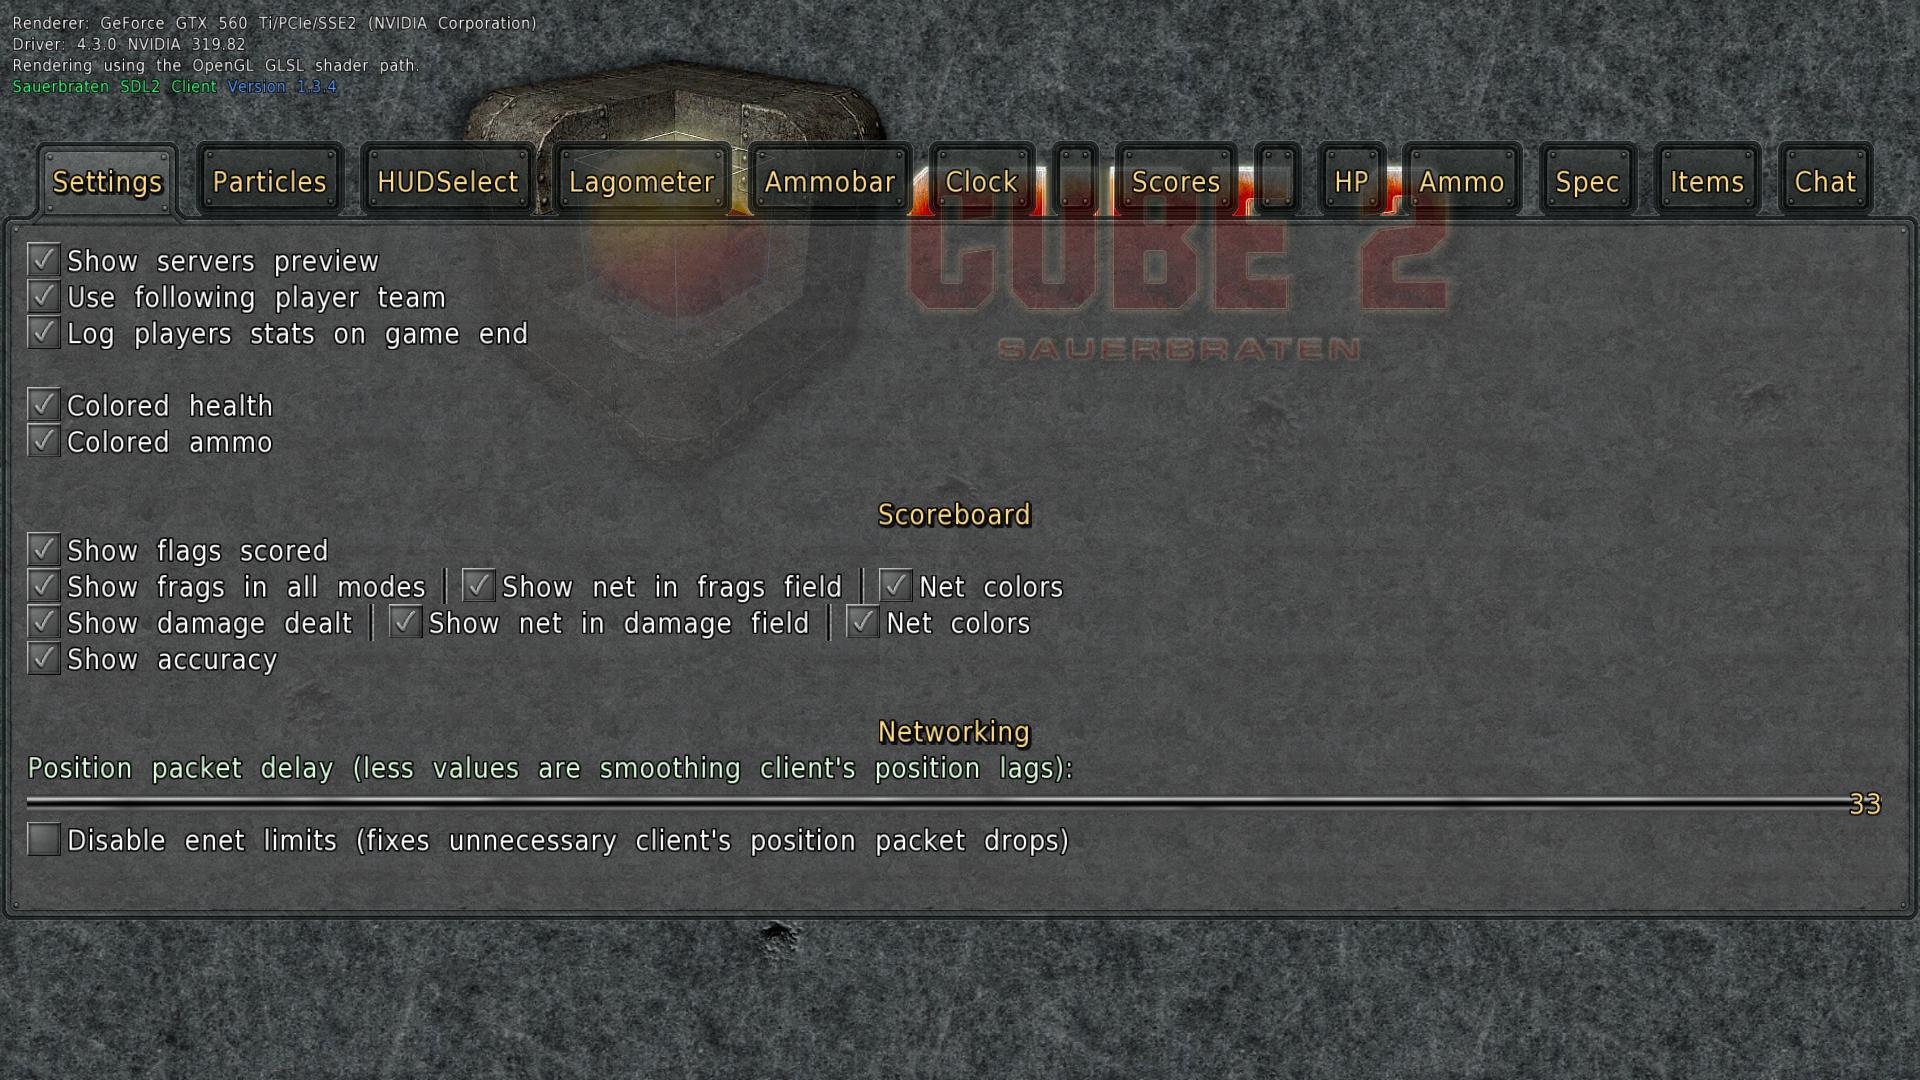 Renderer: GeForce GTX 560 Ti/PCIe/SSE2 (NVIDIA Corporation)
Driver: 4.3.0 NVIDIA 319.82
Rendering using the OpenGL GLSL shader path.
Sauerbraten SDL2 Client Version 1.3.4
Settings Particles HUDSelect Lagometer Ammobar Clock Scores HP Ammo Spec Items Chat
CUBE 2
SAUERBRATEN
Show servers preview
Use following player team
Log players stats on game end
Colored health
Colored ammo
Scoreboard
Show flags scored
Show frags in all modes Show net in frags field Net colors
Show damage dealt Show net in damage field Net colors
Show accuracy
Networking
Position packet delay (less values are smoothing client's position lags):
33
Disable enet limits (fixes unnecessary client's position packet drops)